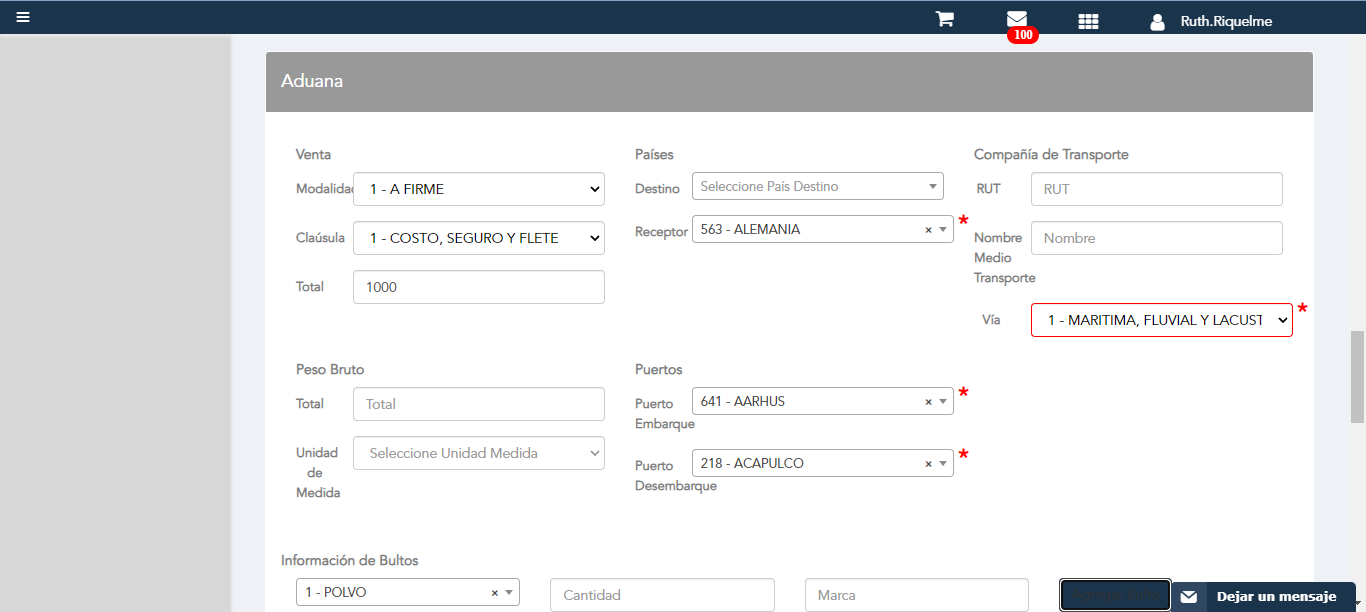 Ruth.Riquelme
100
Aduana
Venta
Modalidad
1 - A FIRME
Claúsula
1 - COSTO, SEGURO Y FLETE
Total
1000
Países
Destino
Seleccione País Destino
Receptor
563 - ALEMANIA
×
*
Compañía de Transporte
RUT
RUT
Nombre
Medio
Transporte
Nombre
Vía
1 - MARITIMA, FLUVIAL Y LACUST
*
Peso Bruto
Total
Total
Unidad
de
Medida
Seleccione Unidad Medida
Puertos
Puerto
Embarque
641 - AARHUS
×
*
Puerto
Desembarque
218 - ACAPULCO
×
*
Información de Bultos
1 - POLVO
×
Cantidad
Marca
Dejar un mensaje